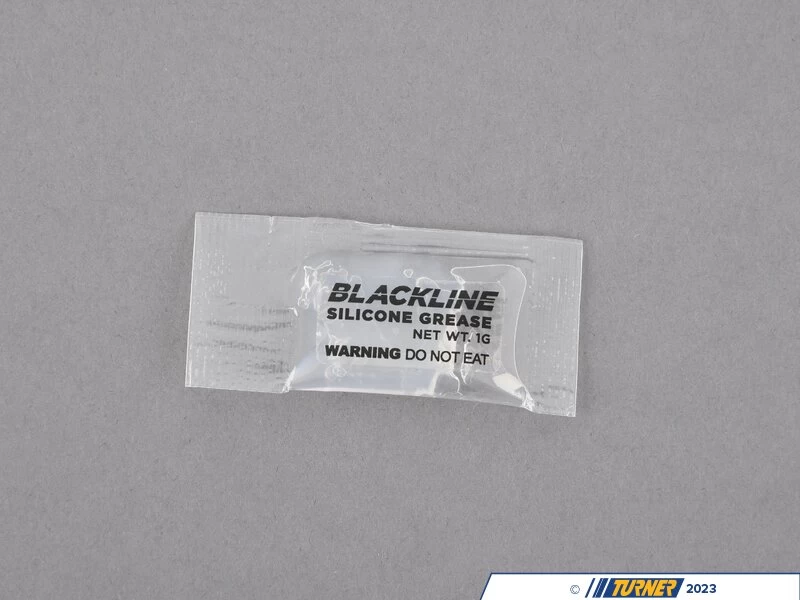 BLACKLINE
SILICONE GREASE
NET WT. 1G
WARNING DO NOT EAT
© TURNER 2023